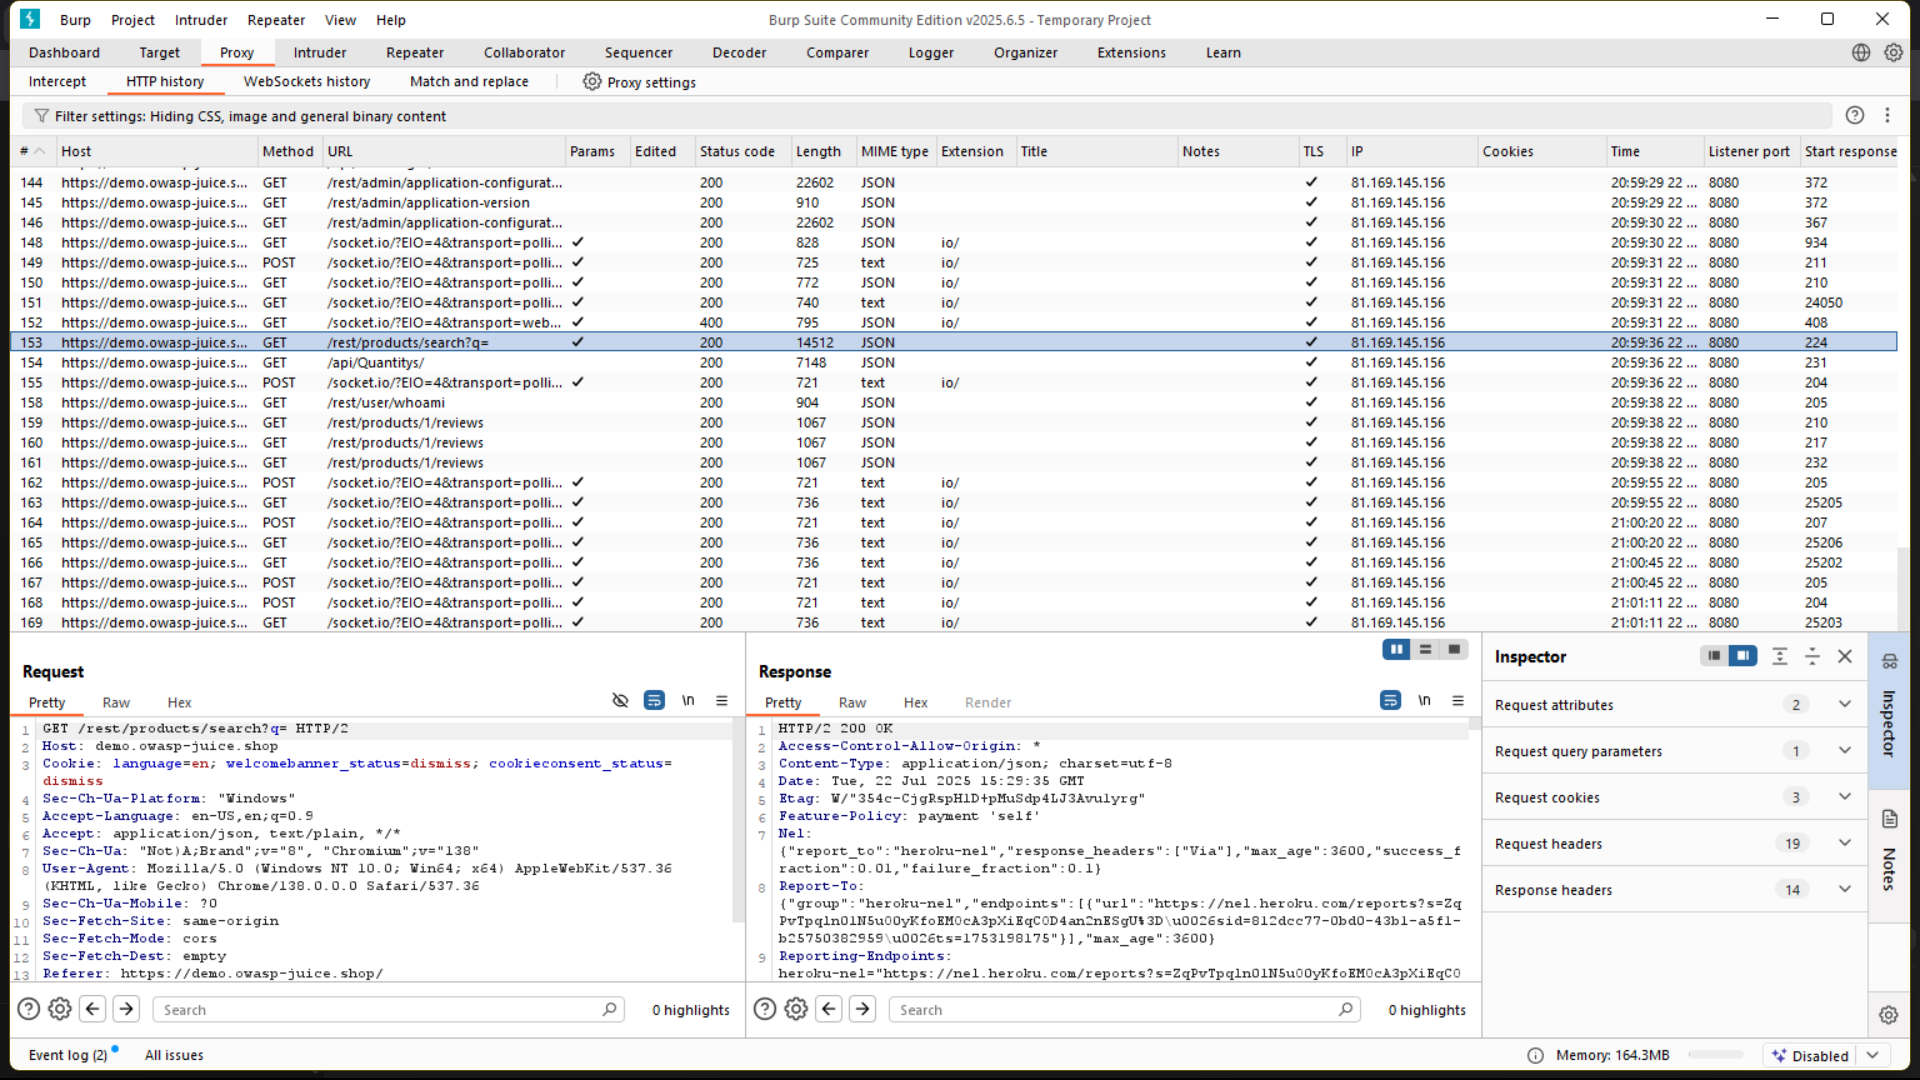 Burp Project Intruder Repeater View Help Burp Suite Community Edition v2025.6.5 - Temporary Project
Dashboard Target Proxy Intruder Repeater Collaborator Sequencer Decoder Comparer Logger Organizer Extensions Learn
Intercept HTTP history WebSockets history Match and replace Proxy settings
Filter settings: Hiding CSS, image and general binary content
# Host Method URL Params Edited Status code Length MIME type Extension Title Notes TLS IP Cookies Time Listener port Start response
144 https://demo.owasp-juice.s... GET /rest/admin/application-configurat... 200 22602 JSON ✓ 81.169.145.156 20:59:29 22 ... 8080 372
145 https://demo.owasp-juice.s... GET /rest/admin/application-version 200 910 JSON ✓ 81.169.145.156 20:59:29 22 ... 8080 372
146 https://demo.owasp-juice.s... GET /rest/admin/application-configurat... 200 22602 JSON ✓ 81.169.145.156 20:59:30 22 ... 8080 367
148 https://demo.owasp-juice.s... GET /socket.io/?EIO=4&transport=polli... ✓ 200 828 JSON io/ ✓ 81.169.145.156 20:59:30 22 ... 8080 934
149 https://demo.owasp-juice.s... POST /socket.io/?EIO=4&transport=polli... ✓ 200 725 text io/ ✓ 81.169.145.156 20:59:31 22 ... 8080 211
150 https://demo.owasp-juice.s... GET /socket.io/?EIO=4&transport=polli... ✓ 200 772 JSON io/ ✓ 81.169.145.156 20:59:31 22 ... 8080 210
151 https://demo.owasp-juice.s... GET /socket.io/?EIO=4&transport=polli... ✓ 200 740 text io/ ✓ 81.169.145.156 20:59:31 22 ... 8080 24050
152 https://demo.owasp-juice.s... GET /socket.io/?EIO=4&transport=web... ✓ 400 795 JSON io/ ✓ 81.169.145.156 20:59:31 22 ... 8080 408
153 https://demo.owasp-juice.s... GET /rest/products/search?q= ✓ 200 14512 JSON ✓ 81.169.145.156 20:59:36 22 ... 8080 224
154 https://demo.owasp-juice.s... GET /api/Quantitys/ 200 7148 JSON ✓ 81.169.145.156 20:59:36 22 ... 8080 231
155 https://demo.owasp-juice.s... POST /socket.io/?EIO=4&transport=polli... ✓ 200 721 text io/ ✓ 81.169.145.156 20:59:36 22 ... 8080 204
158 https://demo.owasp-juice.s... GET /rest/user/whoami 200 904 JSON ✓ 81.169.145.156 20:59:38 22 ... 8080 205
159 https://demo.owasp-juice.s... GET /rest/products/1/reviews 200 1067 JSON ✓ 81.169.145.156 20:59:38 22 ... 8080 210
160 https://demo.owasp-juice.s... GET /rest/products/1/reviews 200 1067 JSON ✓ 81.169.145.156 20:59:38 22 ... 8080 217
161 https://demo.owasp-juice.s... GET /rest/products/1/reviews 200 1067 JSON ✓ 81.169.145.156 20:59:38 22 ... 8080 232
162 https://demo.owasp-juice.s... POST /socket.io/?EIO=4&transport=polli... ✓ 200 721 text io/ ✓ 81.169.145.156 20:59:55 22 ... 8080 205
163 https://demo.owasp-juice.s... GET /socket.io/?EIO=4&transport=polli... ✓ 200 736 text io/ ✓ 81.169.145.156 20:59:55 22 ... 8080 25205
164 https://demo.owasp-juice.s... POST /socket.io/?EIO=4&transport=polli... ✓ 200 721 text io/ ✓ 81.169.145.156 21:00:20 22 ... 8080 207
165 https://demo.owasp-juice.s... GET /socket.io/?EIO=4&transport=polli... ✓ 200 736 text io/ ✓ 81.169.145.156 21:00:20 22 ... 8080 25206
166 https://demo.owasp-juice.s... GET /socket.io/?EIO=4&transport=polli... ✓ 200 736 text io/ ✓ 81.169.145.156 21:00:45 22 ... 8080 25202
167 https://demo.owasp-juice.s... POST /socket.io/?EIO=4&transport=polli... ✓ 200 721 text io/ ✓ 81.169.145.156 21:00:45 22 ... 8080 205
168 https://demo.owasp-juice.s... POST /socket.io/?EIO=4&transport=polli... ✓ 200 721 text io/ ✓ 81.169.145.156 21:01:11 22 ... 8080 204
169 https://demo.owasp-juice.s... GET /socket.io/?EIO=4&transport=polli... ✓ 200 736 text io/ ✓ 81.169.145.156 21:01:11 22 ... 8080 25203
Request
Pretty Raw Hex \n
1 GET /rest/products/search?q= HTTP/2
2 Host: demo.owasp-juice.shop
3 Cookie: language=en; welcomebanner_status=dismiss; cookieconsent_status=
dismiss
4 Sec-Ch-Ua-Platform: "Windows"
5 Accept-Language: en-US,en;q=0.9
6 Accept: application/json, text/plain, */*
7 Sec-Ch-Ua: "Not)A;Brand";v="8", "Chromium";v="138"
8 User-Agent: Mozilla/5.0 (Windows NT 10.0; Win64; x64) AppleWebKit/537.36
(KHTML, like Gecko) Chrome/138.0.0.0 Safari/537.36
9 Sec-Ch-Ua-Mobile: ?0
10 Sec-Fetch-Site: same-origin
11 Sec-Fetch-Mode: cors
12 Sec-Fetch-Dest: empty
13 Referer: https://demo.owasp-juice.shop/
Search 0 highlights
Response
Pretty Raw Hex Render \n
1 HTTP/2 200 OK
2 Access-Control-Allow-Origin: *
3 Content-Type: application/json; charset=utf-8
4 Date: Tue, 22 Jul 2025 15:29:35 GMT
5 Etag: W/"354c-CjgRspHlD+pMuSdp4LJ3Avulyrg"
6 Feature-Policy: payment 'self'
7 Nel:
{"report_to":"heroku-nel","response_headers":["Via"],"max_age":3600,"success_f
raction":0.01,"failure_fraction":0.1}
8 Report-To:
{"group":"heroku-nel","endpoints":[{"url":"https://nel.heroku.com/reports?s=Zq
PvTpqln0lN5u00yKfoEM0cA3pXiEqC0D4an2nESgU%3D\u0026sid=812dcc77-0bd0-43b1-a5f1-
b25750382959\u0026ts=1753198175"}],"max_age":3600}
9 Reporting-Endpoints:
heroku-nel="https://nel.heroku.com/reports?s=ZqPvTpqln0lN5u00yKfoEM0cA3pXiEqC0
Search 0 highlights
Inspector
Request attributes 2
Request query parameters 1
Request cookies 3
Request headers 19
Response headers 14
Inspector
Notes
Event log (2) All issues Memory: 164.3MB Disabled